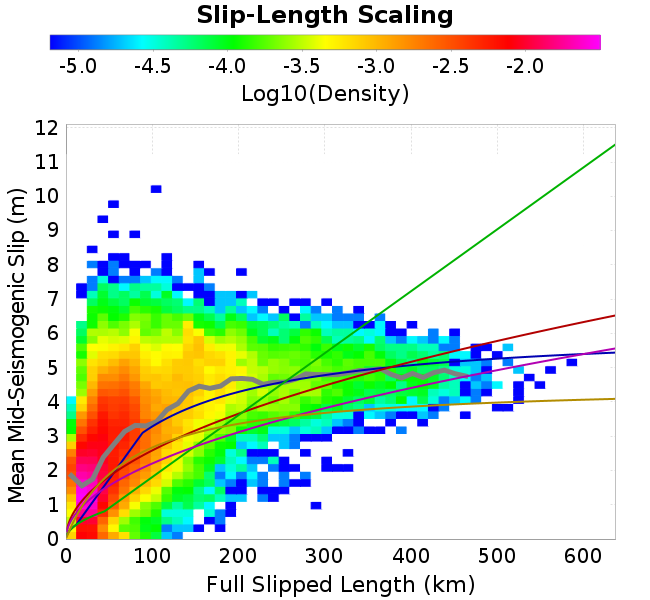 Slip-Length Scaling
-5.0 -4.5 -4.0 -3.5 -3.0 -2.5 -2.0
Log10(Density)
12
11
10
9
8
7
6
5
4
3
2
1
0
Mean Mid-Seismogenic Slip (m)
0 100 200 300 400 500 600
Full Slipped Length (km)